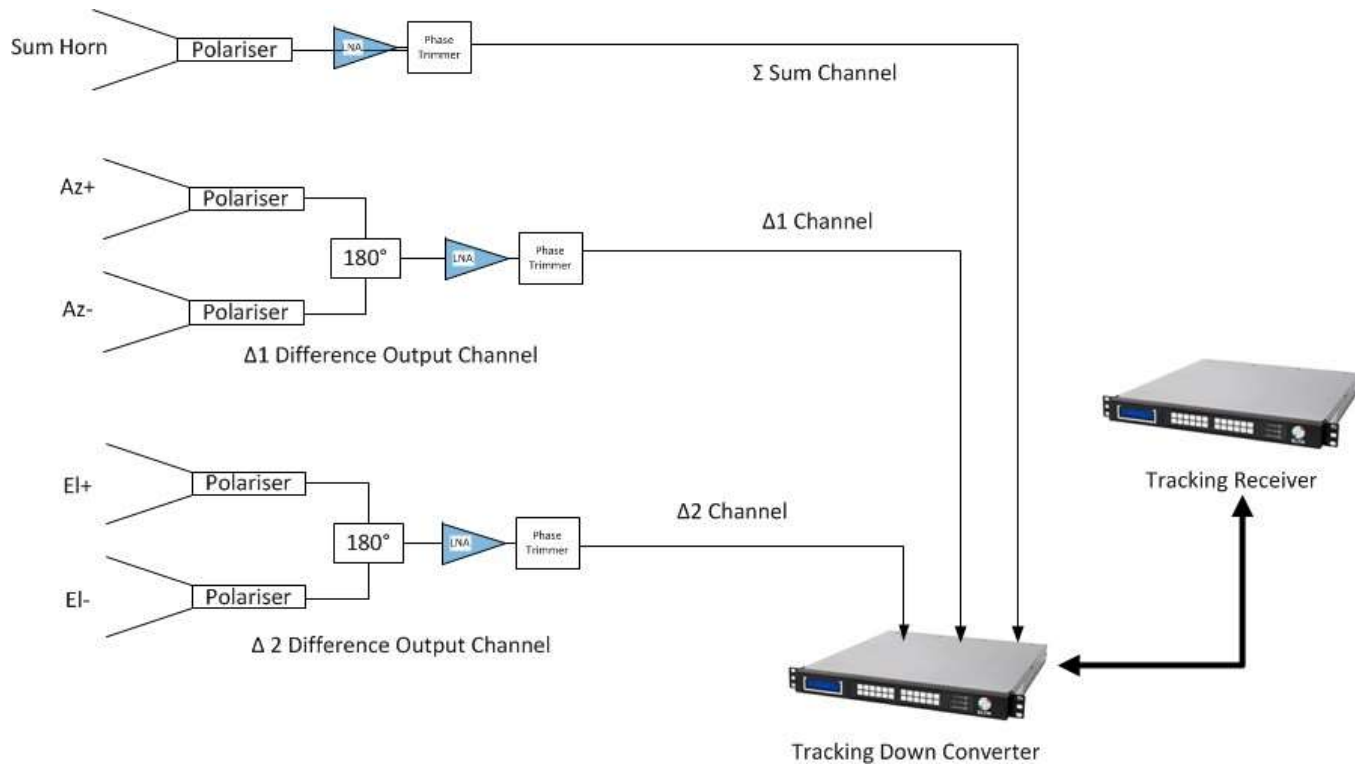 Sum Horn
Polariser
LNA
Phase
Trimmer
Σ Sum Channel
Az+
Polariser
180°
LNA
Phase
Trimmer
Δ1 Channel
Az-
Polariser
Δ1 Difference Output Channel
El+
Polariser
180°
LNA
Phase
Trimmer
Δ2 Channel
El-
Polariser
Δ 2 Difference Output Channel
Tracking Receiver
Tracking Down Converter